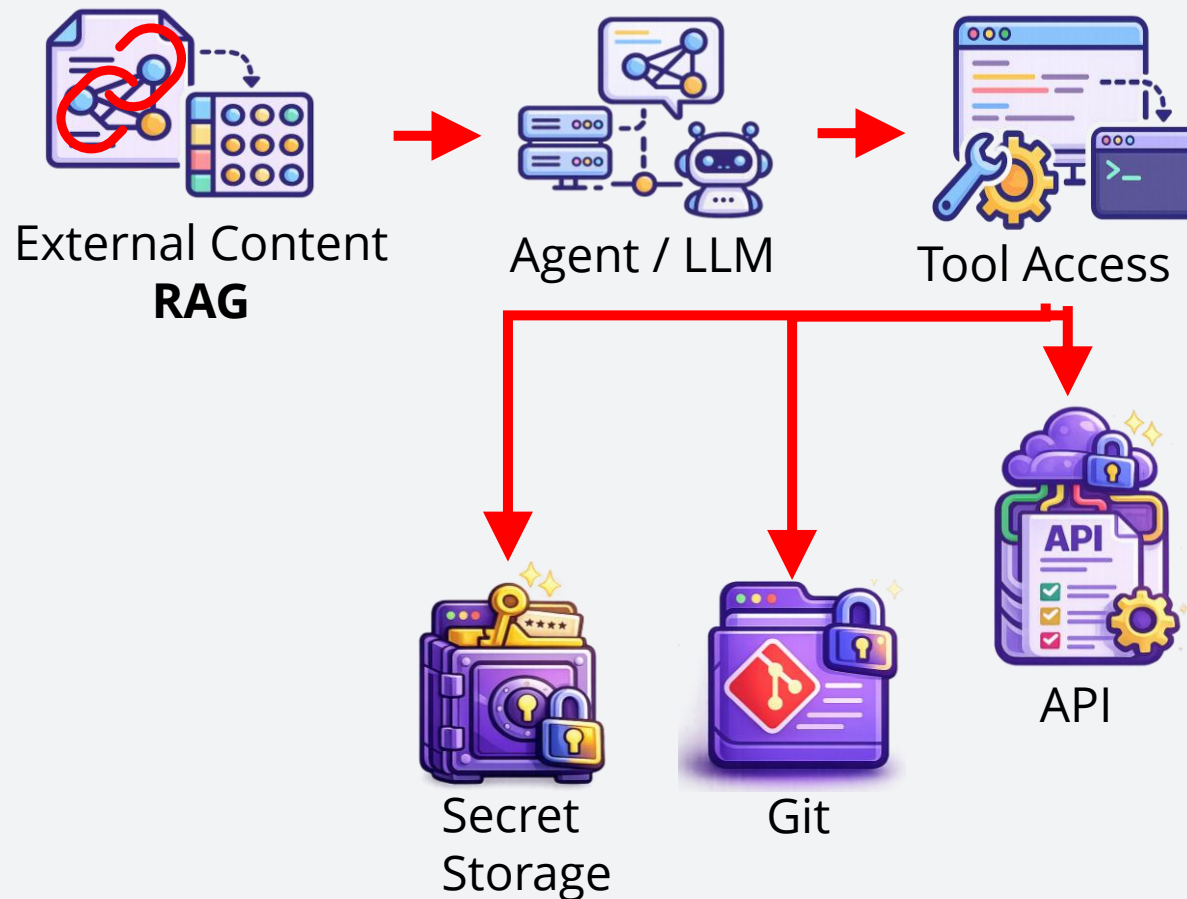 External Content
RAG
Agent / LLM
Tool Access
>_
****
API
Secret
Storage
Git
API